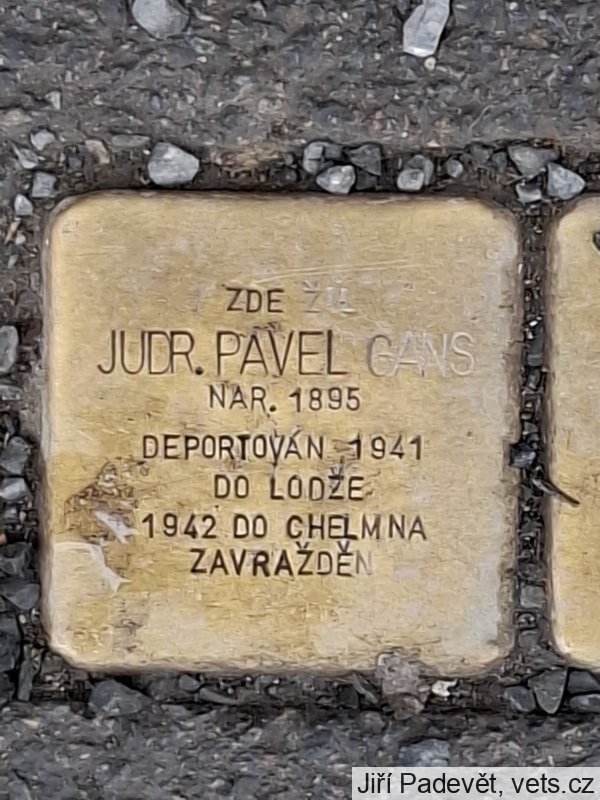 ZDE ŽIL
JUDR. PAVEL GANS
NAR. 1895
DEPORTOVÁN 1941
DO LODŽE
1942 DO CHELMNA
ZAVRAŽDĚN
Jiří Padevět, vets.cz